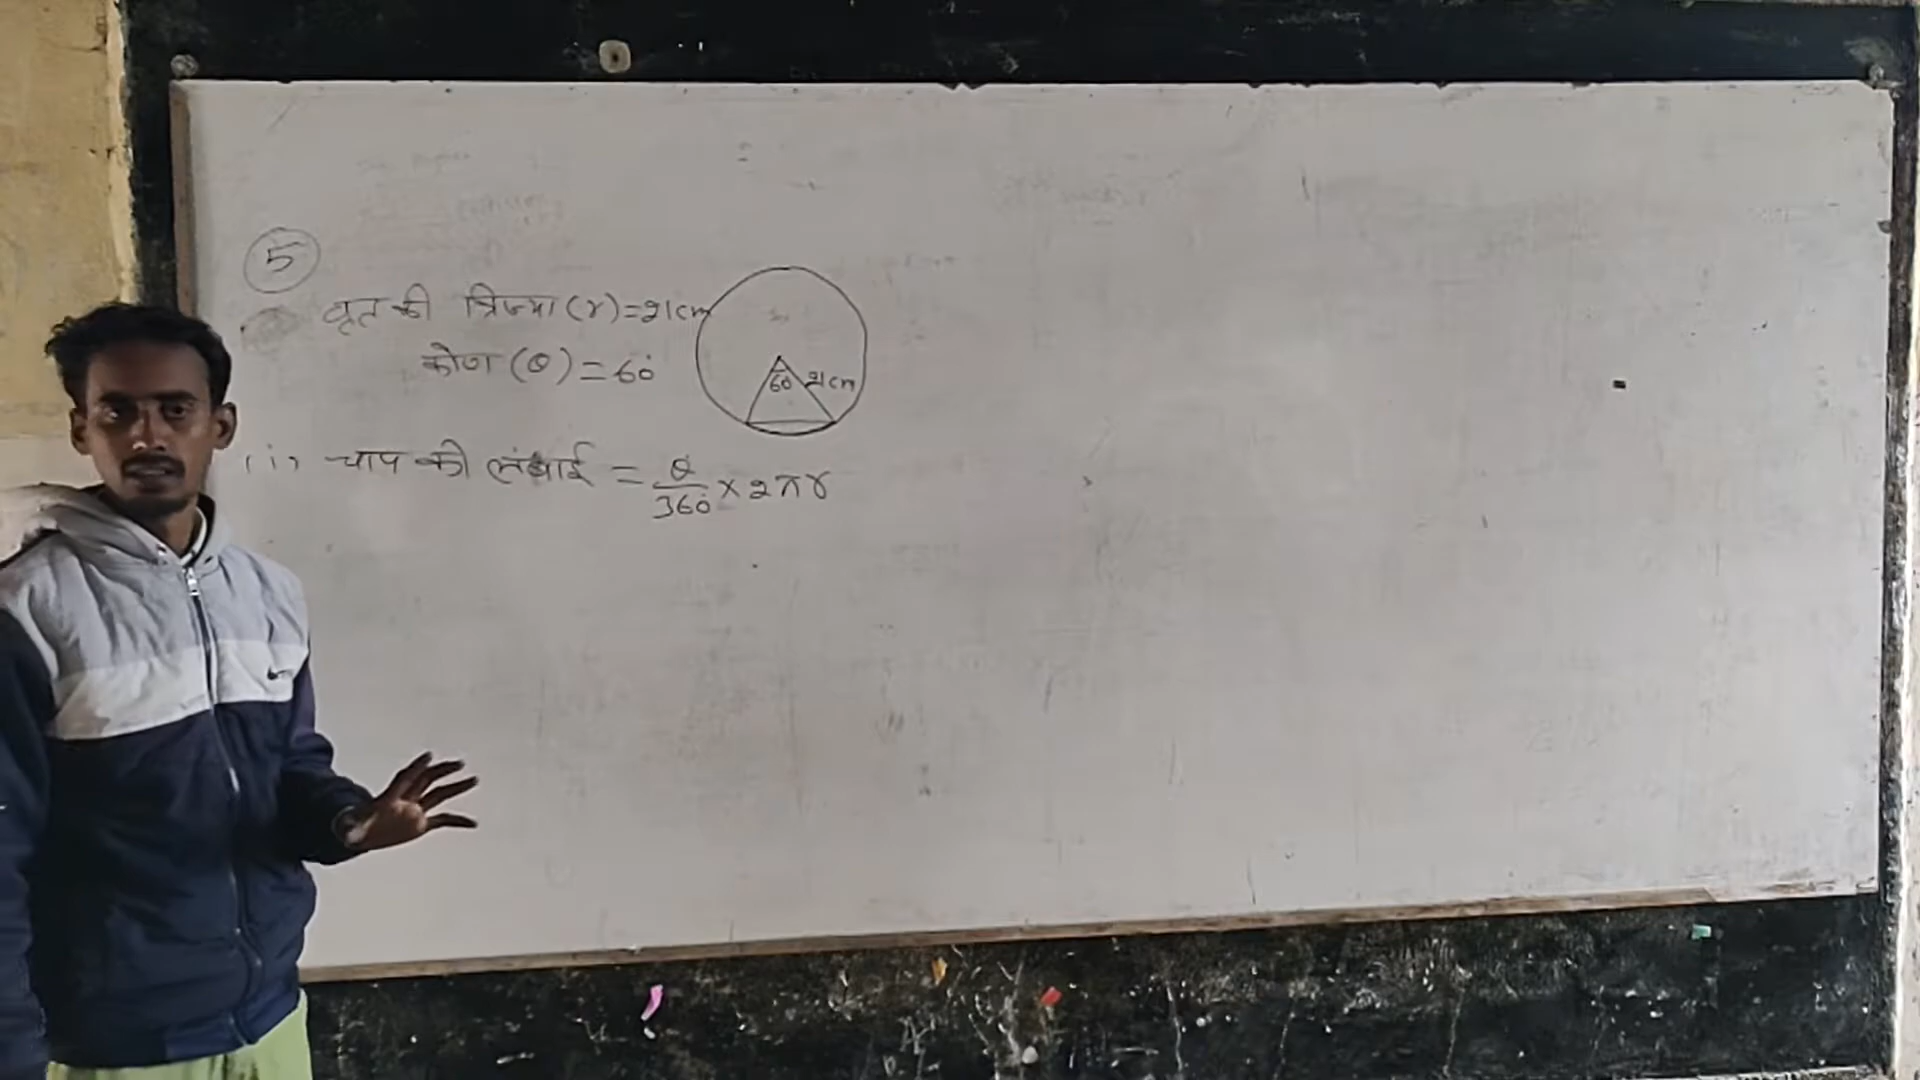 5
वृत की त्रिज्या (r) = 21cm
कोण (θ) = 60°
60° 21cm
(i) चाप की लंबाई = θ/360° × 2πr